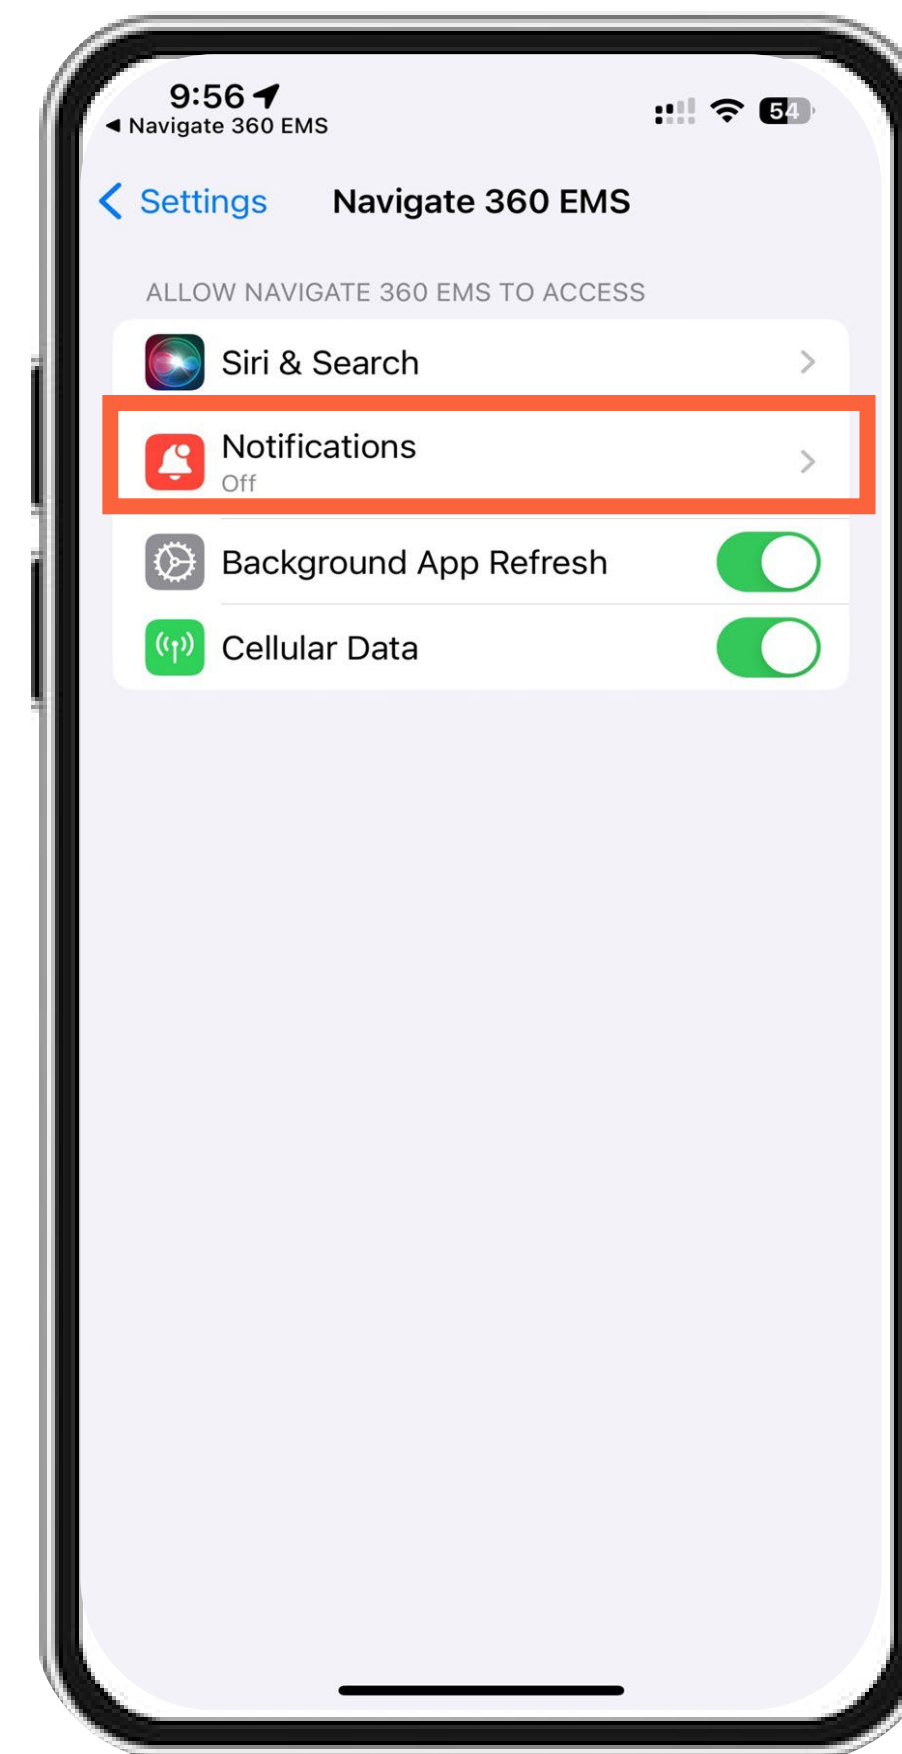 9:56
◀ Navigate 360 EMS
54
Settings
Navigate 360 EMS
ALLOW NAVIGATE 360 EMS TO ACCESS
Siri & Search
Notifications
Off
Background App Refresh
Cellular Data